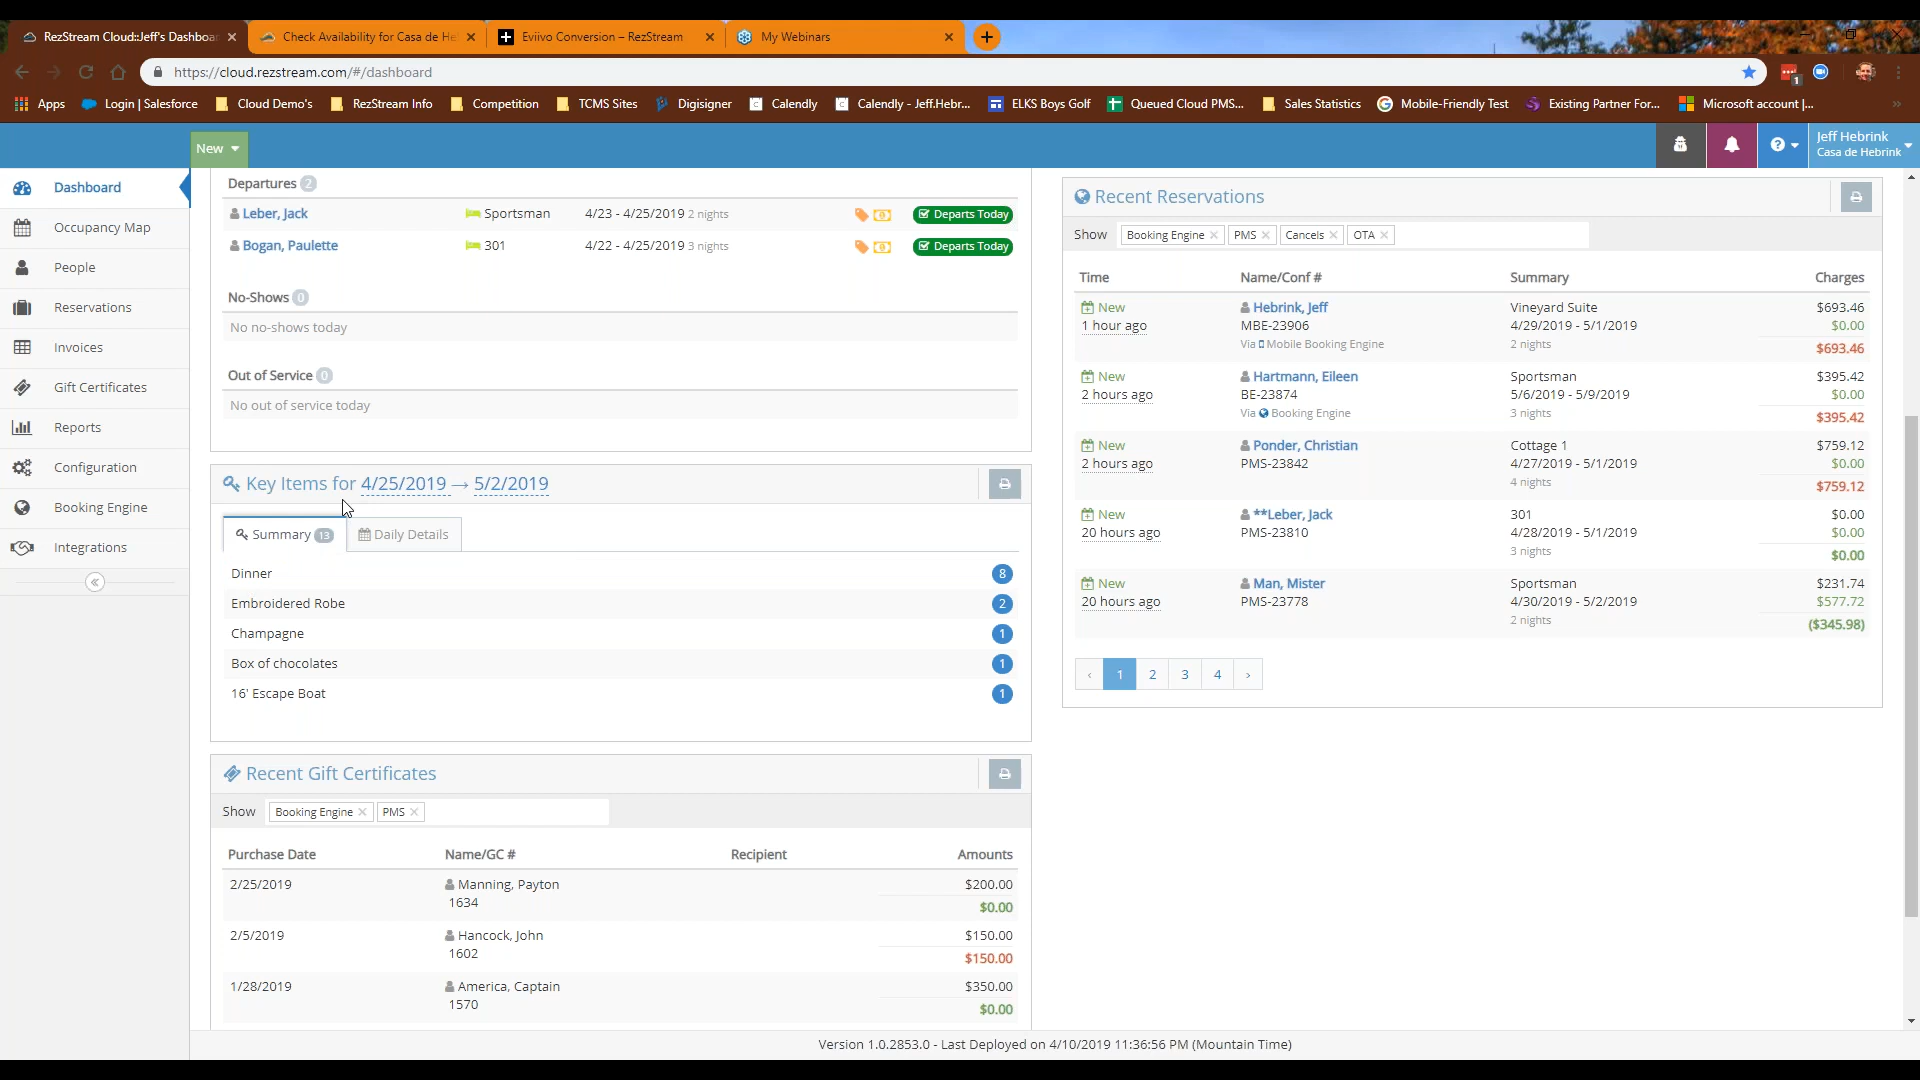 RezStream Cloud::Jeff's Dashboa
Check Availability for Casa de He
Eviivo Conversion – RezStream
My Webinars
https://cloud.rezstream.com/#/dashboard
1
Apps
Login | Salesforce
Cloud Demo's
RezStream Info
Competition
TCMS Sites
Digisigner
Calendly
Calendly - Jeff.Hebr...
ELKS Boys Golf
Queued Cloud PMS...
Sales Statistics
Mobile-Friendly Test
Existing Partner For...
Microsoft account |...
New
Jeff Hebrink
Casa de Hebrink
Dashboard
Occupancy Map
People
Reservations
Invoices
Gift Certificates
Reports
Configuration
Booking Engine
Integrations
Departures 2
Leber, Jack Sportsman 4/23 - 4/25/2019 2 nights Departs Today
Bogan, Paulette 301 4/22 - 4/25/2019 3 nights Departs Today
No-Shows 0
No no-shows today
Out of Service 0
No out of service today
Key Items for 4/25/2019 → 5/2/2019
Summary 13 Daily Details
Dinner 8
Embroidered Robe 2
Champagne 1
Box of chocolates 1
16' Escape Boat 1
Recent Gift Certificates
Show Booking Engine × PMS ×
Purchase Date Name/GC # Recipient Amounts
2/25/2019 Manning, Payton $200.00
1634 $0.00
2/5/2019 Hancock, John $150.00
1602 $150.00
1/28/2019 America, Captain $350.00
1570 $0.00
Recent Reservations
Show Booking Engine × PMS × Cancels × OTA ×
Time Name/Conf # Summary Charges
New Hebrink, Jeff Vineyard Suite $693.46
1 hour ago MBE-23906 4/29/2019 - 5/1/2019 $0.00
Via Mobile Booking Engine 2 nights $693.46
New Hartmann, Eileen Sportsman $395.42
2 hours ago BE-23874 5/6/2019 - 5/9/2019 $0.00
Via Booking Engine 3 nights $395.42
New Ponder, Christian Cottage 1 $759.12
2 hours ago PMS-23842 4/27/2019 - 5/1/2019 $0.00
4 nights $759.12
New **Leber, Jack 301 $0.00
20 hours ago PMS-23810 4/28/2019 - 5/1/2019 $0.00
3 nights $0.00
New Man, Mister Sportsman $231.74
20 hours ago PMS-23778 4/30/2019 - 5/2/2019 $577.72
2 nights ($345.98)
‹ 1 2 3 4 ›
Version 1.0.2853.0 - Last Deployed on 4/10/2019 11:36:56 PM (Mountain Time)